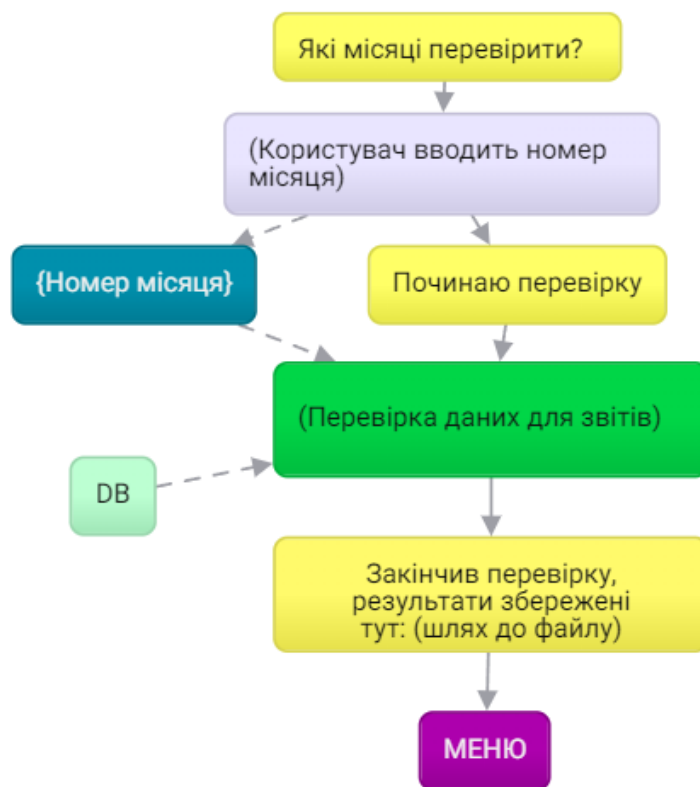 Які місяці перевірити?
(Користувач вводить номер
місяця)
{Номер місяця}
Починаю перевірку
(Перевірка даних для звітів)
DB
Закінчив перевірку,
результати збережені
тут: (шлях до файлу)
МЕНЮ